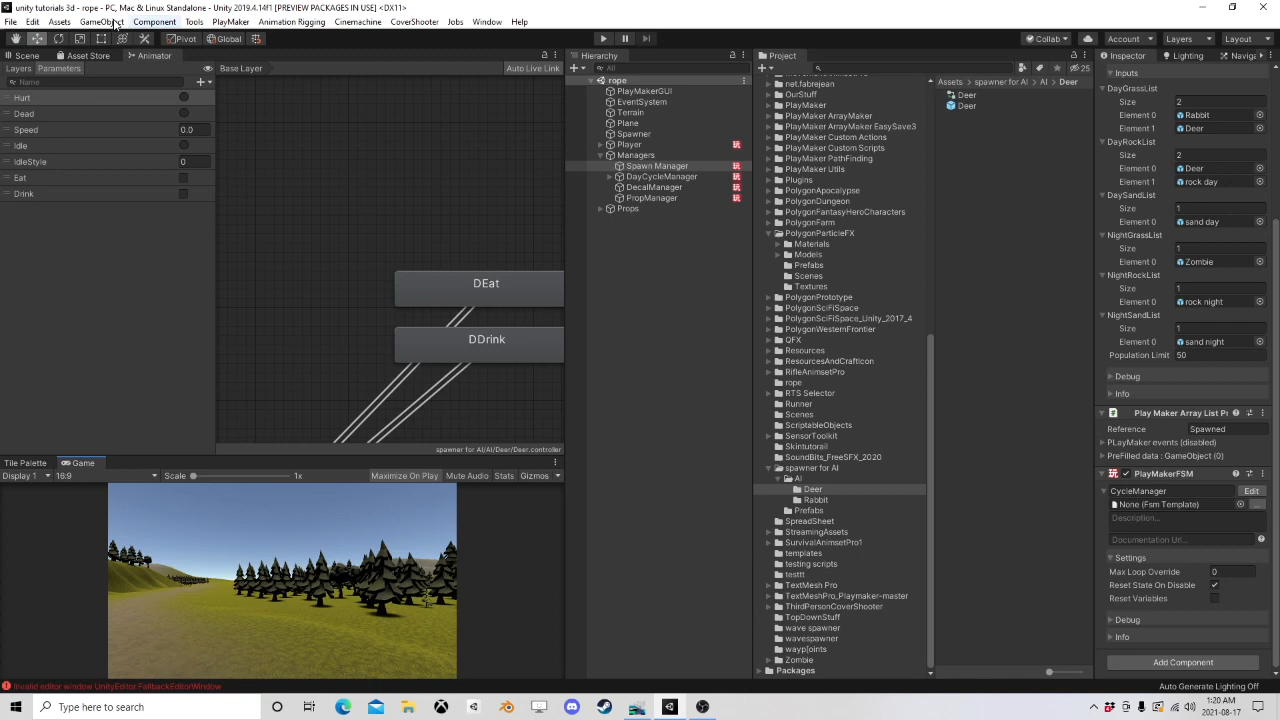 unity tutorials 3d - rope - PC, Mac & Linux Standalone - Unity 2019.4.14f1 [PREVIEW PACKAGES IN USE] <DX11>
File Edit Assets GameObject Component Tools PlayMaker Animation Rigging Cinemachine CoverShooter Jobs Window Help
Pivot Global Collab Account Layers Layout
Scene Asset Store Animator
Layers Parameters Base Layer Auto Live Link
Name
Hurt
Dead
Speed 0.0
Idle
IdleStyle 0
Eat
Drink
DEat
DDrink
spawner for AI/AI/Deer/Deer.controller
Tile Palette Game
Display 1 16:9 Scale 1x Maximize On Play Mute Audio Stats Gizmos
Hierarchy
All
rope
PlayMakerGUI
EventSystem
Terrain
Plane
Spawner
Player
Managers
Spawn Manager
DayCycleManager
DecalManager
PropManager
Props
Project
25
net.fabrejean
OurStuff
PlayMaker
PlayMaker ArrayMaker
PlayMaker ArrayMaker EasySave3
PlayMaker Custom Actions
PlayMaker Custom Scripts
PlayMaker PathFinding
PlayMaker Utils
Plugins
PolygonApocalypse
PolygonDungeon
PolygonFantasyHeroCharacters
PolygonFarm
PolygonParticleFX
Materials
Models
Prefabs
Scenes
Textures
PolygonPrototype
PolygonSciFiSpace
PolygonSciFiSpace_Unity_2017_4
PolygonWesternFrontier
QFX
Resources
ResourcesAndCraftIcon
RifleAnimsetPro
rope
RTS Selector
Runner
Scenes
ScriptableObjects
SensorToolkit
Skintutorail
SoundBits_FreeSFX_2020
spawner for AI
AI
Deer
Rabbit
Prefabs
SpreadSheet
StreamingAssets
SurvivalAnimsetPro1
templates
testing scripts
testtt
TextMesh Pro
TextMeshPro_Playmaker-master
ThirdPersonCoverShooter
TopDownStuff
wave spawner
wavespawner
wayp[oints
Zombie
Packages
Assets > spawner for AI > AI > Deer
Deer
Deer
Inspector Lighting Naviga
Inputs
DayGrassList
Size 2
Element 0 Rabbit
Element 1 Deer
DayRockList
Size 2
Element 0 Deer
Element 1 rock day
DaySandList
Size 1
Element 0 sand day
NightGrassList
Size 1
Element 0 Zombie
NightRockList
Size 1
Element 0 rock night
NightSandList
Size 1
Element 0 sand night
Population Limit 50
Debug
Info
Play Maker Array List Pr
Reference Spawned
PLayMaker events (disabled)
PreFilled data : GameObject (0)
PlayMakerFSM
CycleManager Edit
None (Fsm Template) ...
Description...
Documentation Url...
Settings
Max Loop Override 0
Reset State On Disable
Reset Variables
Debug
Info
Add Component
Invalid editor window UnityEditor.FallbackEditorWindow
Auto Generate Lighting Off
Type here to search
1:20 AM
2021-08-17